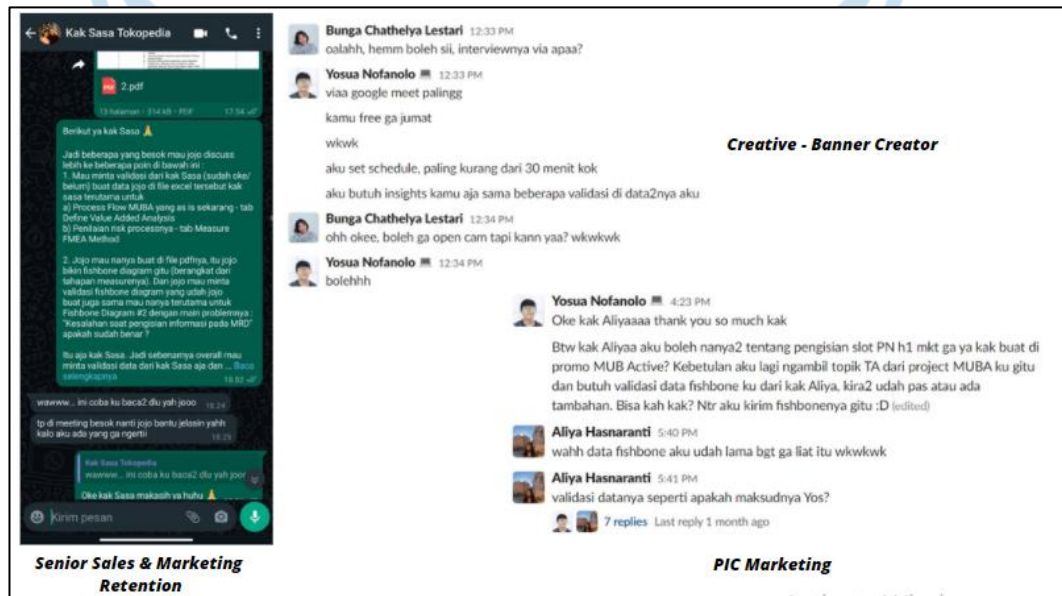 Kak Sasa Tokopedia
PDF
2.pdf
13 halaman · 314 kB · PDF 17.54
Berikut ya kak Sasa 🙏
Jadi beberapa yang besok mau jojo discuss
lebih ke beberapa poin di bawah ini :
1. Mau minta validasi dari kak Sasa (sudah oke/
belum) buat data jojo di file excel tersebut kak
sasa terutama untuk
a) Process Flow MUBA yang as is sekarang - tab
Define Value Added Analysis
b) Penilaian risk processnya - tab Measure
FMEA Method
2. Jojo mau nanya buat di file pdfnya, itu jojo
bikin fishbone diagram gitu (berangkat dari
tahapan measurenya). Dan jojo mau minta
validasi fishbone diagram yang udah jojo
buat juga sama mau nanya terutama untuk
Fishbone Diagram #2 dengan main problemnya :
"Kesalahan saat pengisian informasi pada MRD"
apakah sudah benar ?
Itu aja kak Sasa. Jadi sebenarnya overall mau
minta validasi data dari kak Sasa aja dan ... Baca
selengkapnya
wawww... ini coba ku baca2 dlu yah jooo 18.24
tp di meeting besok nanti jojo bantu jelasin yahh
kalo aku ada yang ga ngertii
Kak Sasa Tokopedia
wawww... ini coba ku baca2 dlu yah joor
Oke kak Sasa makasih ya huhu 🙏
Kirim pesan
Senior Sales & Marketing
Retention
Bunga Chathelya Lestari 12:33 PM
oalahh, hemm boleh sii, interviewnya via apaa?
Yosua Nofanolo 12:33 PM
viaa google meet palingg
kamu free ga jumat
wkwk
aku set schedule, paling kurang dari 30 menit kok
aku butuh insights kamu aja sama beberapa validasi di data2nya aku
Bunga Chathelya Lestari 12:34 PM
ohh okee, boleh ga open cam tapi kann yaa? wkwkwk
Yosua Nofanolo 12:34 PM
bolehhh
Creative - Banner Creator
Yosua Nofanolo 4:23 PM
Oke kak Aliyaaaa thank you so much kak
Btw kak Aliyaa aku boleh nanya2 tentang pengisian slot PN h1 mkt ga ya kak buat di
promo MUB Active? Kebetulan aku lagi ngambil topik TA dari project MUBA ku gitu
dan butuh validasi data fishbone ku dari kak Aliya, kira2 udah pas atau ada
tambahan. Bisa kah kak? Ntr aku kirim fishbonenya gitu :D (edited)
Aliya Hasnaranti 5:40 PM
wahh data fishbone aku udah lama bgt ga liat itu wkwkwk
Aliya Hasnaranti 5:41 PM
validasi datanya seperti apakah maksudnya Yos?
7 replies Last reply 1 month ago
PIC Marketing